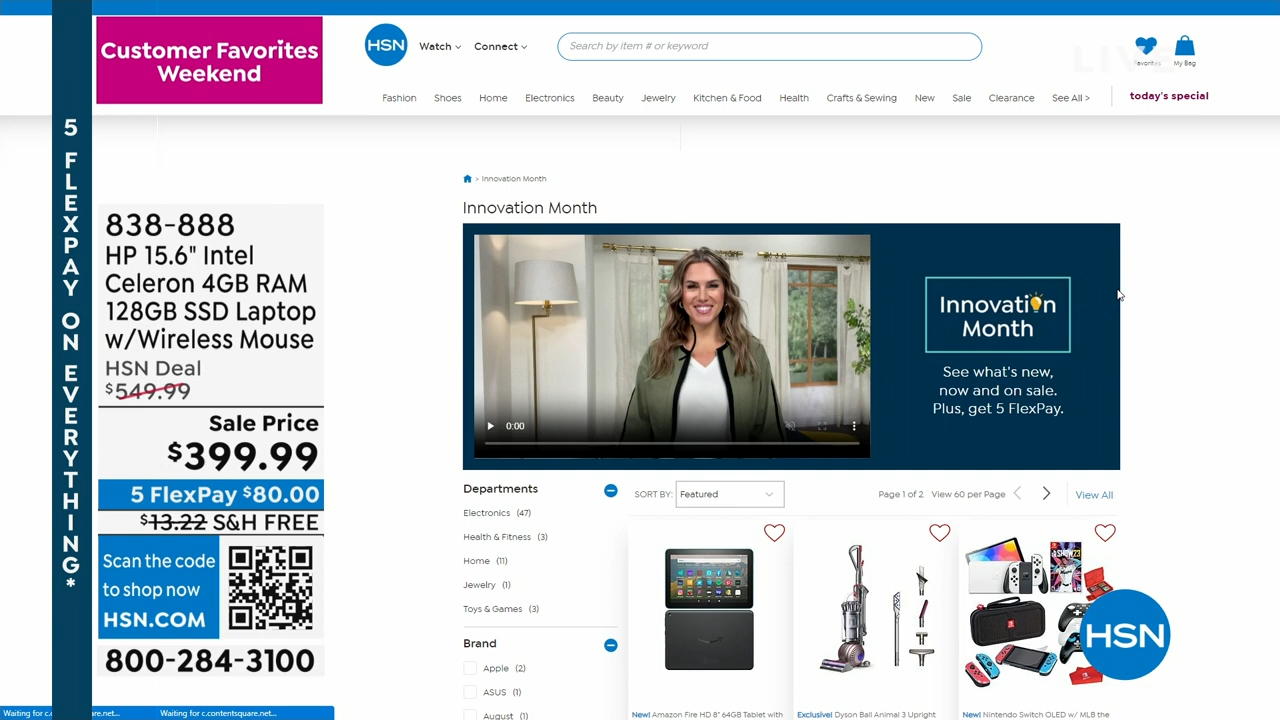 Customer Favorites
Weekend
5 FLEXPAY ON EVERYTHING*
838-888
HP 15.6" Intel
Celeron 4GB RAM
128GB SSD Laptop
w/Wireless Mouse
HSN Deal
$549.99
Sale Price
$399.99
5 FlexPay $80.00
$13.22 S&H FREE
Scan the code
to shop now
HSN.COM
800-284-3100
Waiting for c.contentsquare.net...
HSN
Watch
Connect
Search by item # or keyword
LIVE
Favorites
My Bag
Fashion Shoes Home Electronics Beauty Jewelry Kitchen & Food Health Crafts & Sewing New Sale Clearance See All > today's special
> Innovation Month
Innovation Month
0:00
Innovation
Month
See what's new,
now and on sale.
Plus, get 5 FlexPay.
Departments
Electronics (47)
Health & Fitness (3)
Home (11)
Jewelry (1)
Toys & Games (3)
Brand
Apple (2)
ASUS (1)
August (1)
SORT BY: Featured Page 1 of 2 View 60 per Page View All
New! Amazon Fire HD 8" 64GB Tablet with
Exclusive! Dyson Ball Animal 3 Upright
New! Nintendo Switch OLED w/ MLB the
HSN